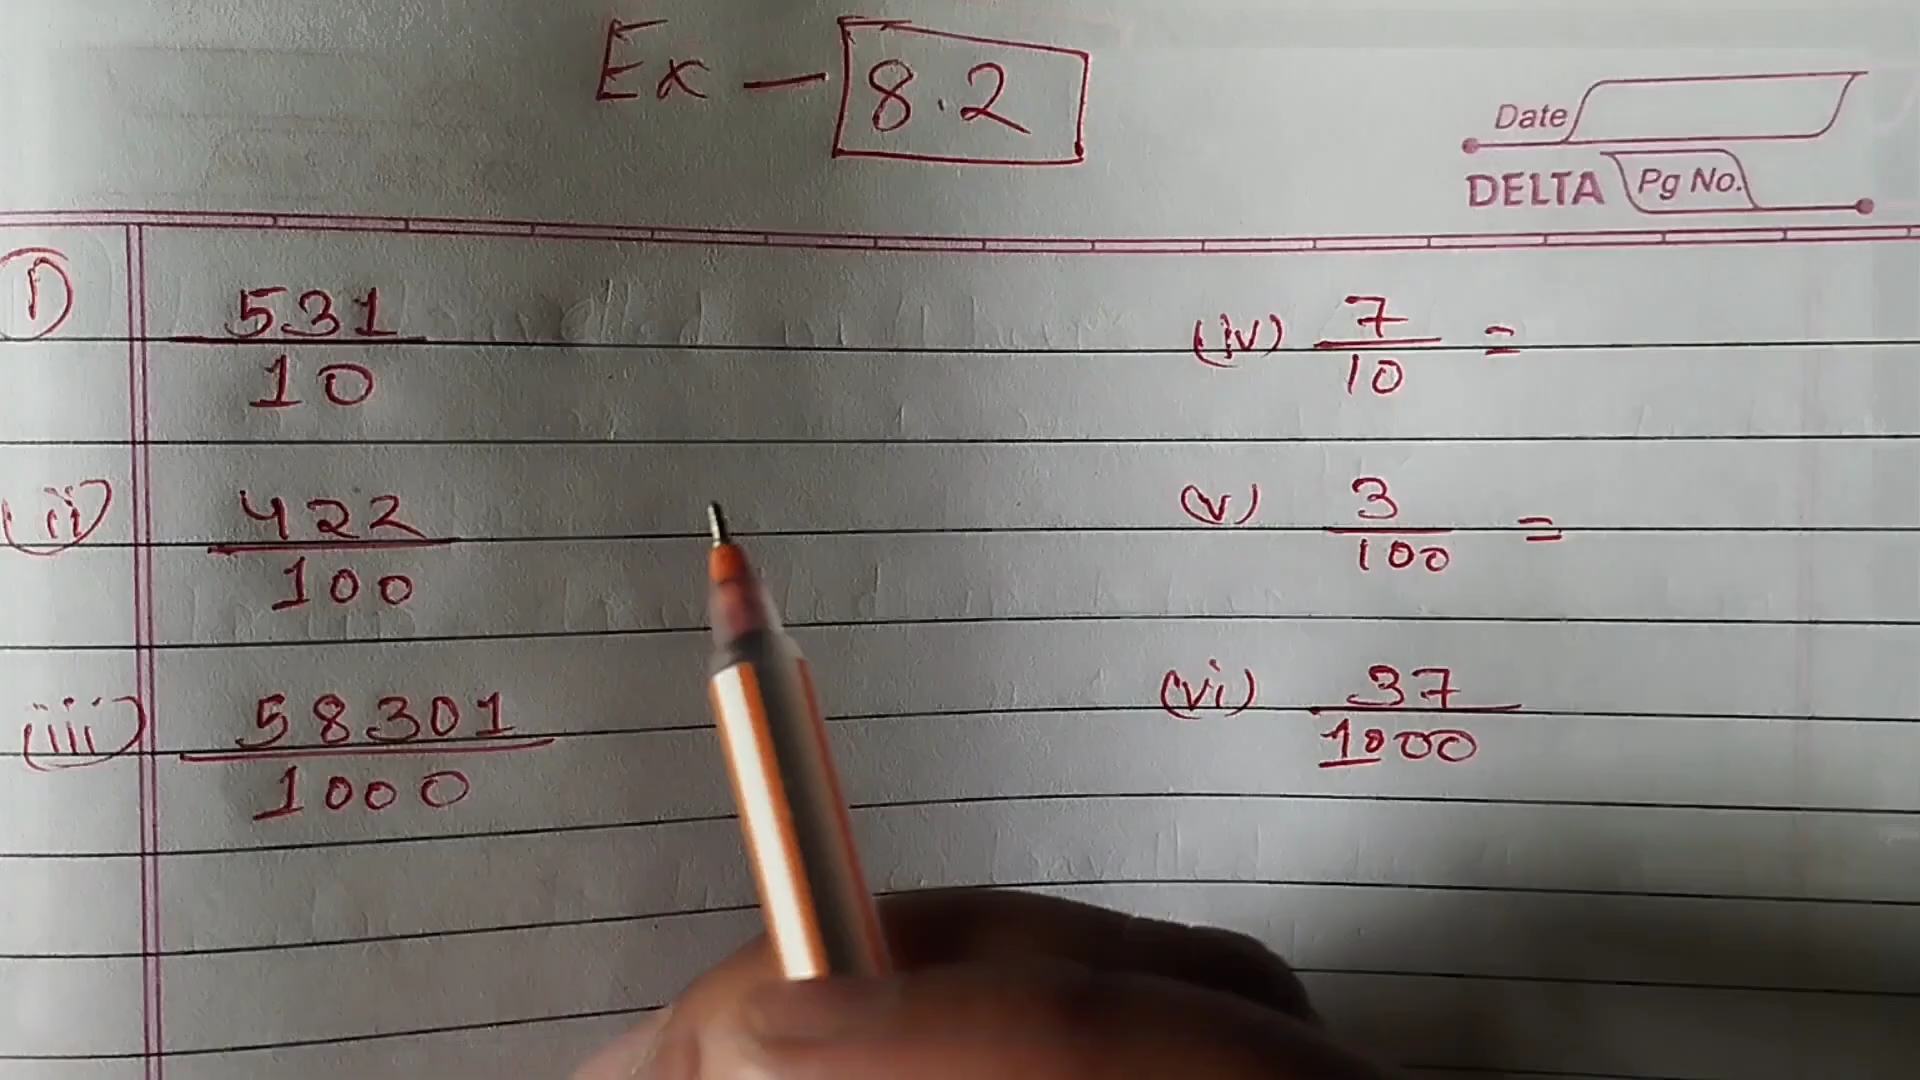 Ex - 8.2
Date
DELTA Pg No.
1) 531/10
(ii) 422/100
(iii) 58301/1000
(iv) 7/10 =
(v) 3/100 =
(vi) 37/1000